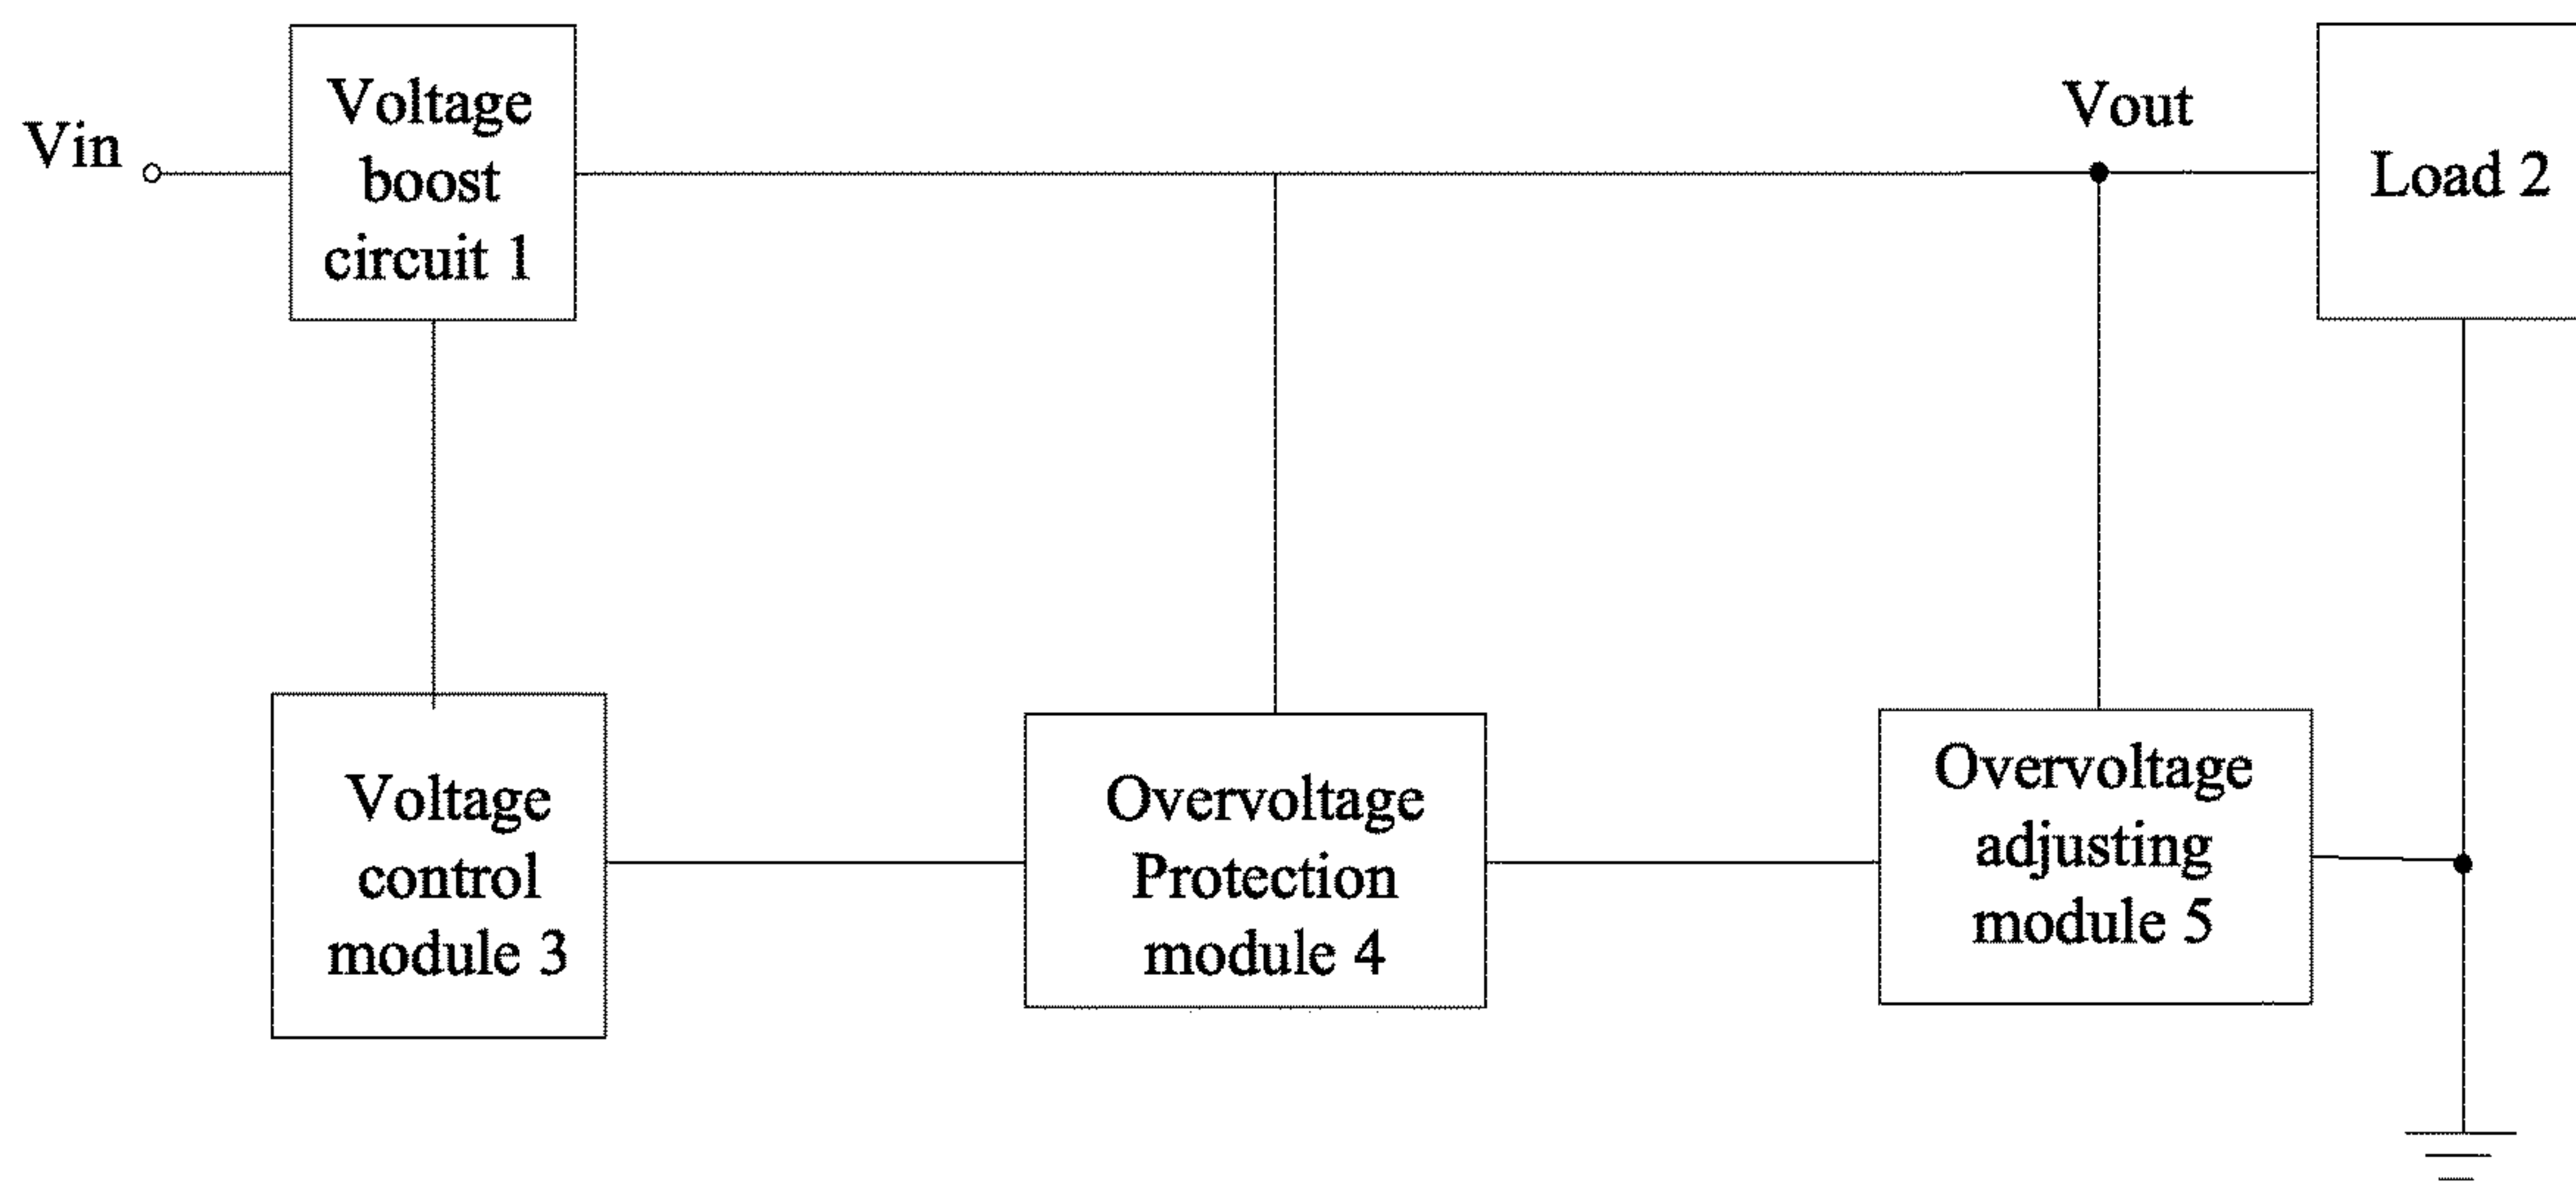 Vin
Voltage
boost
circuit 1
Vout
Load 2
Voltage
control
module 3
Overvoltage
Protection
module 4
Overvoltage
adjusting
module 5